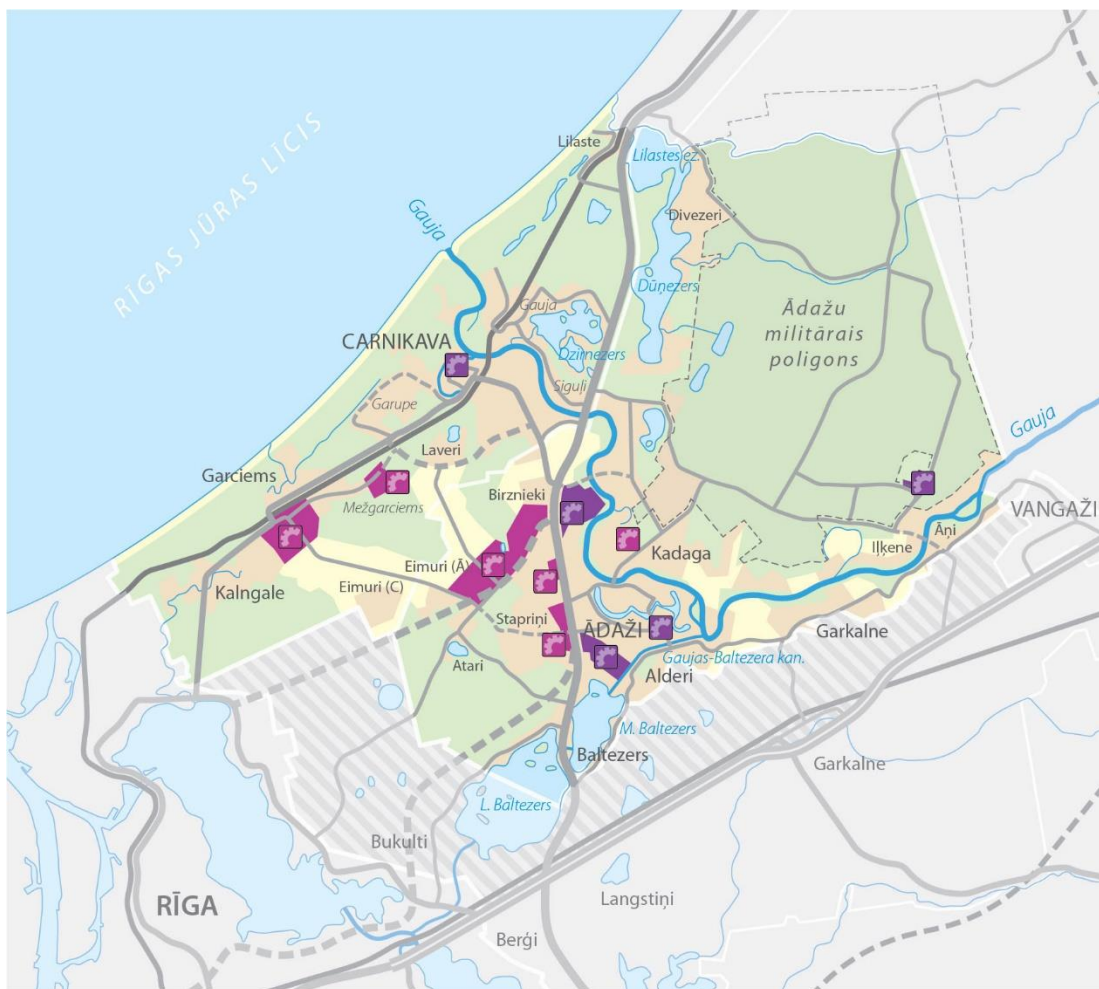 Lilaste
Lilastes ez.
RĪGAS JŪRAS LĪCIS
Gauja
Divezeri
Dūņezers
Gauja
Ādažu
militārais
poligons
CARNIKAVA
Dzirnezers
Siguļi
Garupe
Gauja
Laveri
Garciems
Birznieki
VANGAŽI
Mežgarciems
Āņi
Iļķene
Kadaga
Eimuri (Ā)
Eimuri (C)
Kalngale
Stapriņi
ĀDAŽI
Garkalne
Gaujas-Baltezera kan.
Atari
Alderi
M. Baltezers
Baltezers
Garkalne
L. Baltezers
Bukulti
RĪGA
Langstiņi
Berģi